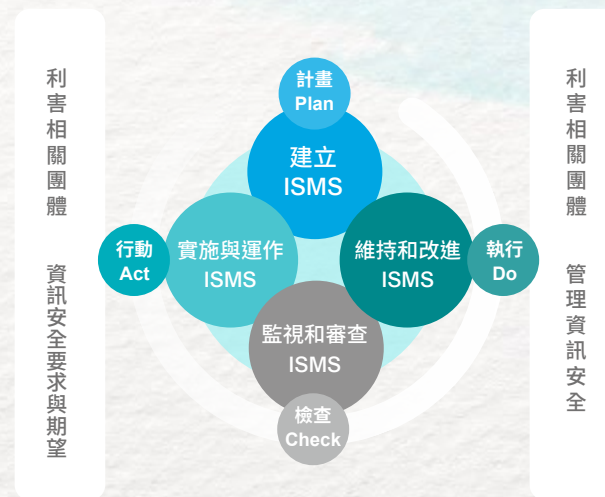 利害相關團體
資訊安全要求與期望
計畫
Plan
建立
ISMS
行動
Act
實施與運作
ISMS
維持和改進
ISMS
執行
Do
監視和審查
ISMS
檢查
Check
利害相關團體
管理資訊安全